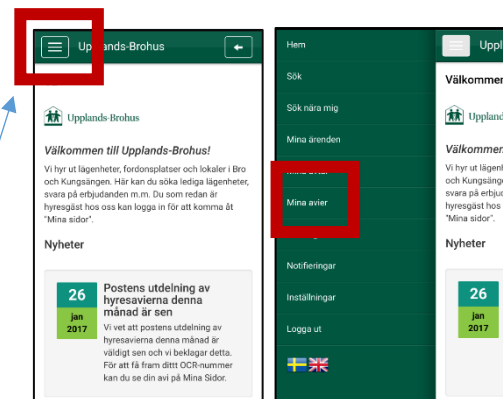 Upplands-Brohus
Upplands-Brohus
Välkommen till Upplands-Brohus!
Vi hyr ut lägenheter, fordonsplatser och lokaler i Bro
och Kungsängen. Här kan du söka lediga lägenheter,
svara på erbjudanden m.m. Du som redan är
hyresgäst hos oss kan logga in för att komma åt
"Mina sidor".
Nyheter
26
jan
2017
Postens utdelning av
hyresavierna denna
månad är sen
Vi vet att postens utdelning av
hyresavierna denna månad är
väldigt sen och vi beklagar detta.
För att få fram dittt OCR-nummer
kan du se din avi på Mina Sidor.
Hem
Sök
Sök nära mig
Mina ärenden
Mina avier
Notifieringar
Inställningar
Logga ut
Uppl
Välkommen
Upplands
Välkommen
Vi hyr ut lägenh
och Kungsänge
svara på erbjud
hyresgäst hos
"Mina sidor".
Nyheter
26
jan
2017